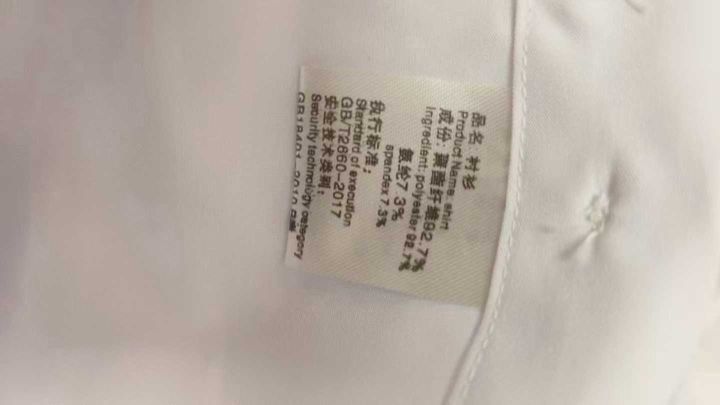 品名: 衬衫
Product Name: shirt
成份: 聚酯纤维92.7%
Ingredient: polyester 92.7%
氨纶7.3%
spandex 7.3%
执行标准:
Standard of execution
GB/T2660-2017
安全技术类别:
Security technology category
GB18401-2010